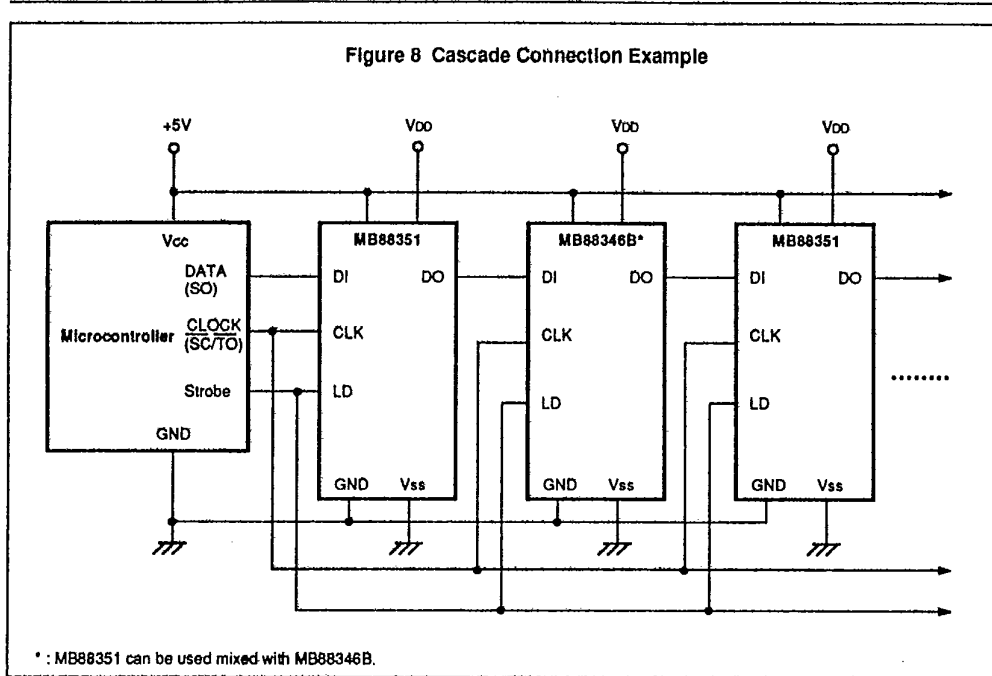 Figure 8 Cascade Connection Example
+5V
VDD
VDD
VDD
Vcc
DATA
(SO)
Microcontroller
CLOCK
(SC/TO)
Strobe
GND
MB88351
DI
DO
CLK
LD
GND
Vss
MB88346B*
DI
DO
CLK
LD
GND
Vss
MB88351
DI
DO
CLK
LD
GND
Vss
........
* : MB88351 can be used mixed with MB88346B.